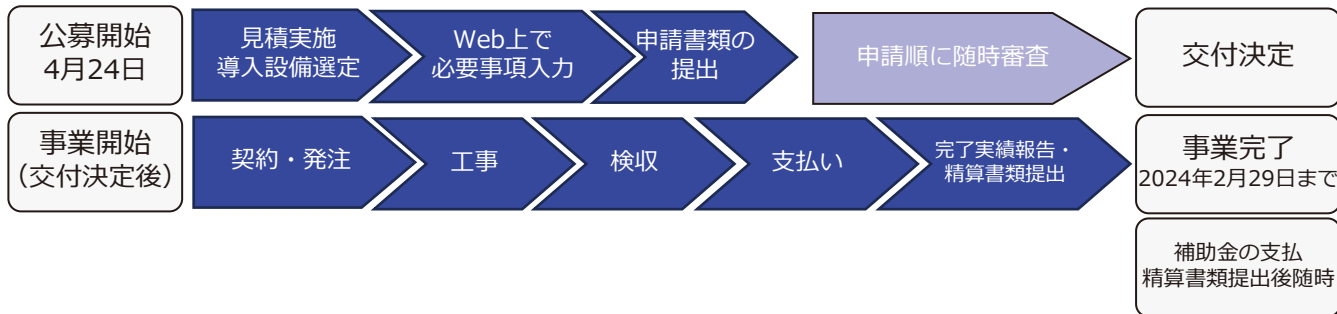 公募開始
4月24日
見積実施
導入設備選定
Web上で
必要事項入力
申請書類の
提出
申請順に随時審査
交付決定
事業開始
(交付決定後)
契約・発注
工事
検収
支払い
完了実績報告・
精算書類提出
事業完了
2024年2月29日まで
補助金の支払
精算書類提出後随時